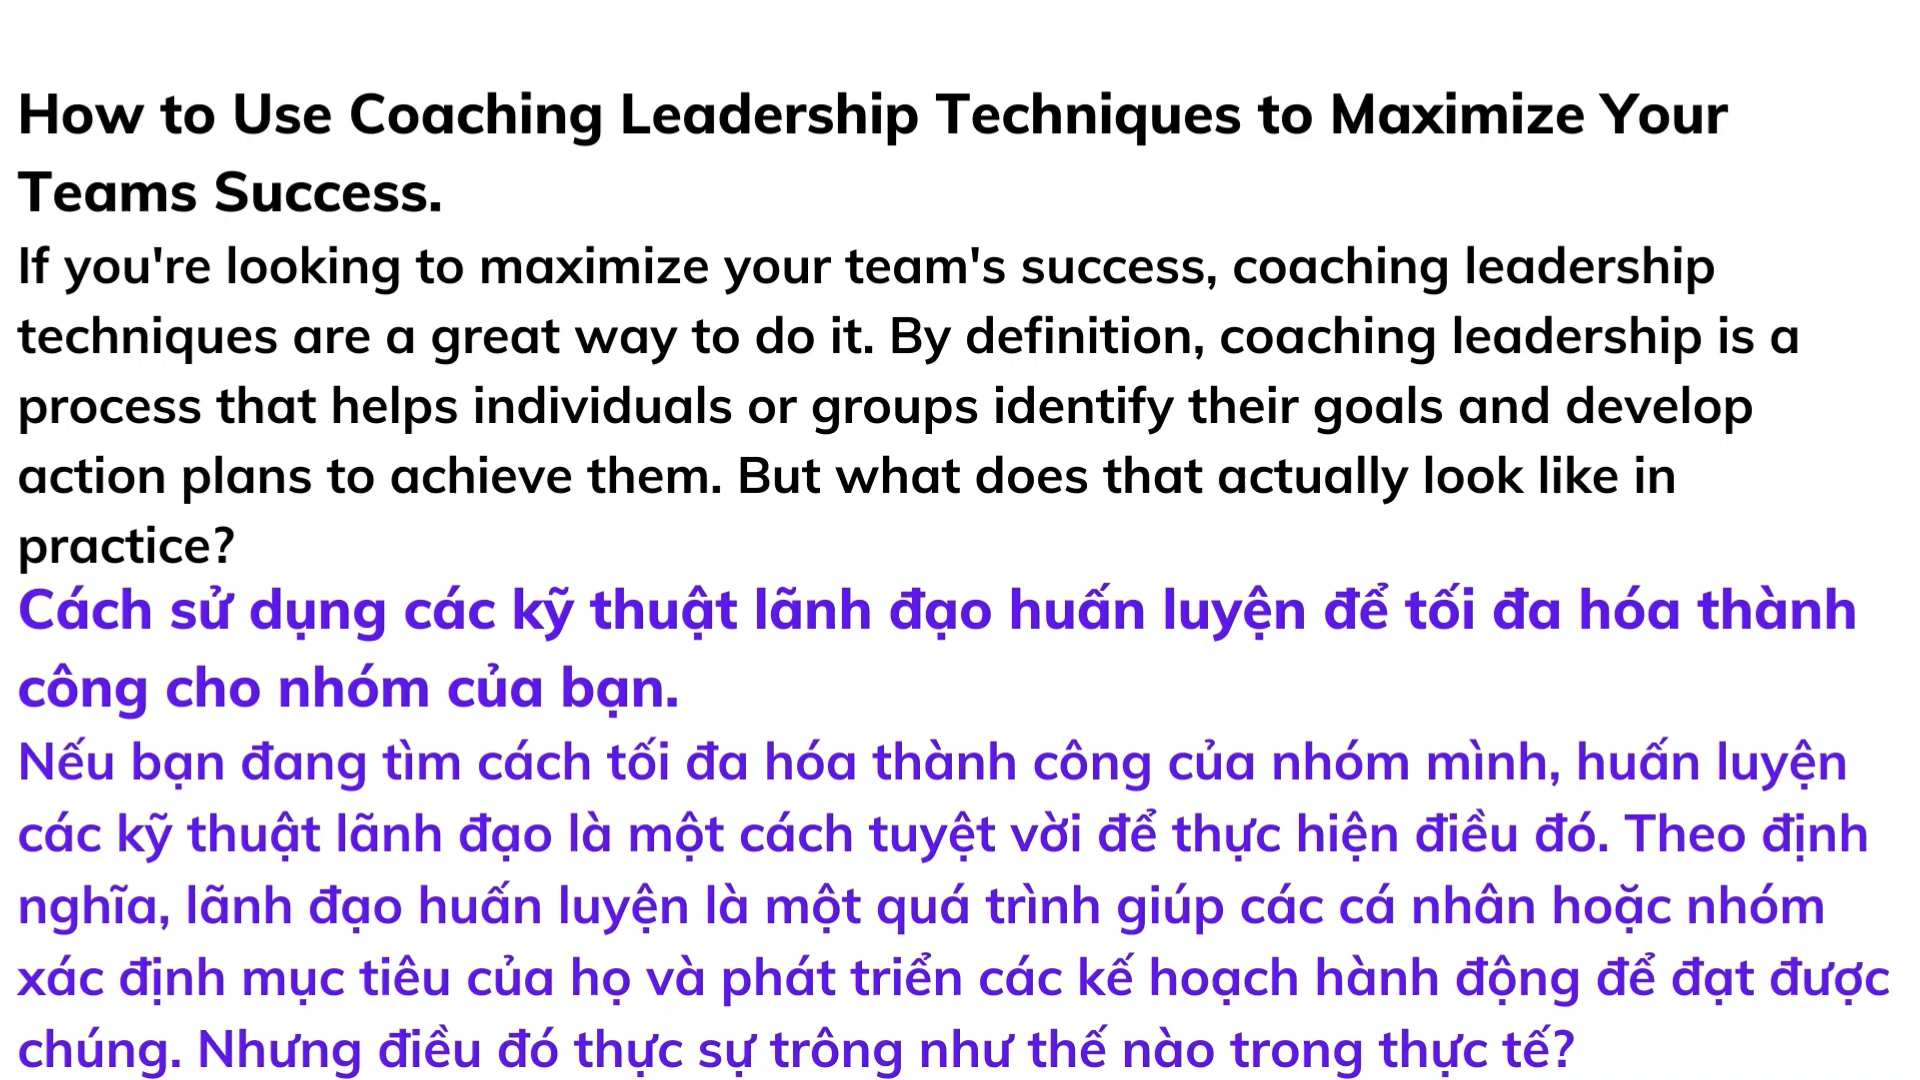 How to Use Coaching Leadership Techniques to Maximize Your
Teams Success.
If you're looking to maximize your team's success, coaching leadership
techniques are a great way to do it. By definition, coaching leadership is a
process that helps individuals or groups identify their goals and develop
action plans to achieve them. But what does that actually look like in
practice?
Cách sử dụng các kỹ thuật lãnh đạo huấn luyện để tối đa hóa thành
công cho nhóm của bạn.
Nếu bạn đang tìm cách tối đa hóa thành công của nhóm mình, huấn luyện
các kỹ thuật lãnh đạo là một cách tuyệt vời để thực hiện điều đó. Theo định
nghĩa, lãnh đạo huấn luyện là một quá trình giúp các cá nhân hoặc nhóm
xác định mục tiêu của họ và phát triển các kế hoạch hành động để đạt được
chúng. Nhưng điều đó thực sự trông như thế nào trong thực tế?